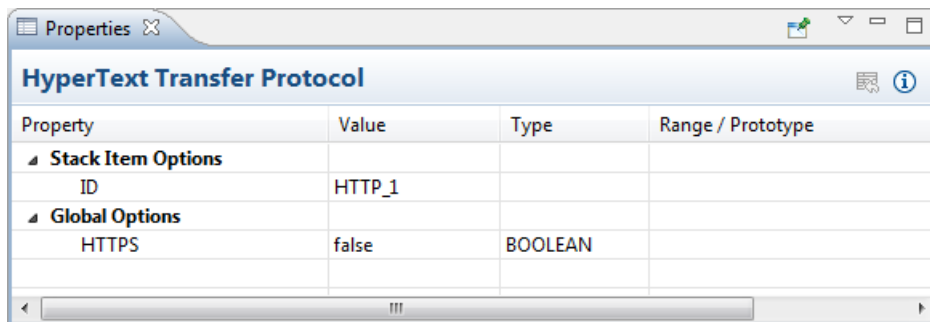 Properties
HyperText Transfer Protocol
Property Value Type Range / Prototype
Stack Item Options
ID HTTP_1
Global Options
HTTPS false BOOLEAN